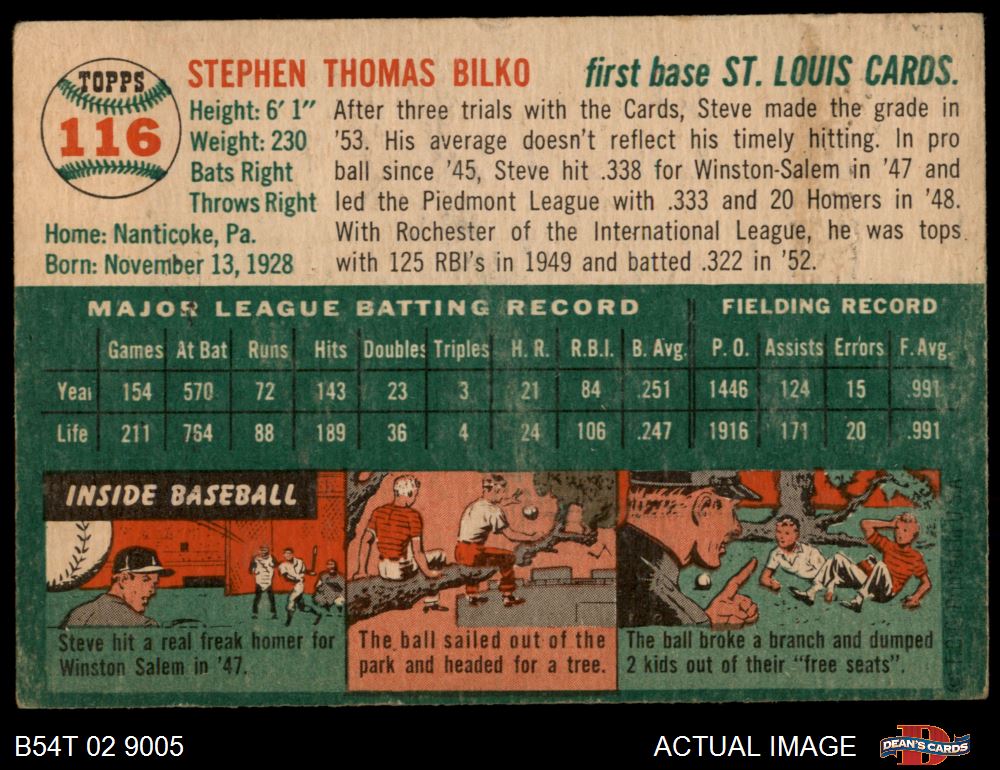 TOPPS
116
STEPHEN THOMAS BILKO
first base ST. LOUIS CARDS.
Height: 6' 1"
Weight: 230
Bats Right
Throws Right
Home: Nanticoke, Pa.
Born: November 13, 1928
After three trials with the Cards, Steve made the grade in
'53. His average doesn't reflect his timely hitting. In pro
ball since '45, Steve hit .338 for Winston-Salem in '47 and
led the Piedmont League with .333 and 20 Homers in '48.
With Rochester of the International League, he was tops
with 125 RBI's in 1949 and batted .322 in '52.
MAJOR LEAGUE BATTING RECORD FIELDING RECORD
Games At Bat Runs Hits Doubles Triples H. R. R.B.I. B. Avg. P. O. Assists Errors F. Avg.
Year 154 570 72 143 23 3 21 84 .251 1446 124 15 .991
Life 211 764 88 189 36 4 24 106 .247 1916 171 20 .991
INSIDE BASEBALL
Steve hit a real freak homer for
Winston Salem in '47.
The ball sailed out of the
park and headed for a tree.
The ball broke a branch and dumped
2 kids out of their "free seats".
B54T 02 9005
ACTUAL IMAGE
DEAN'S CARDS